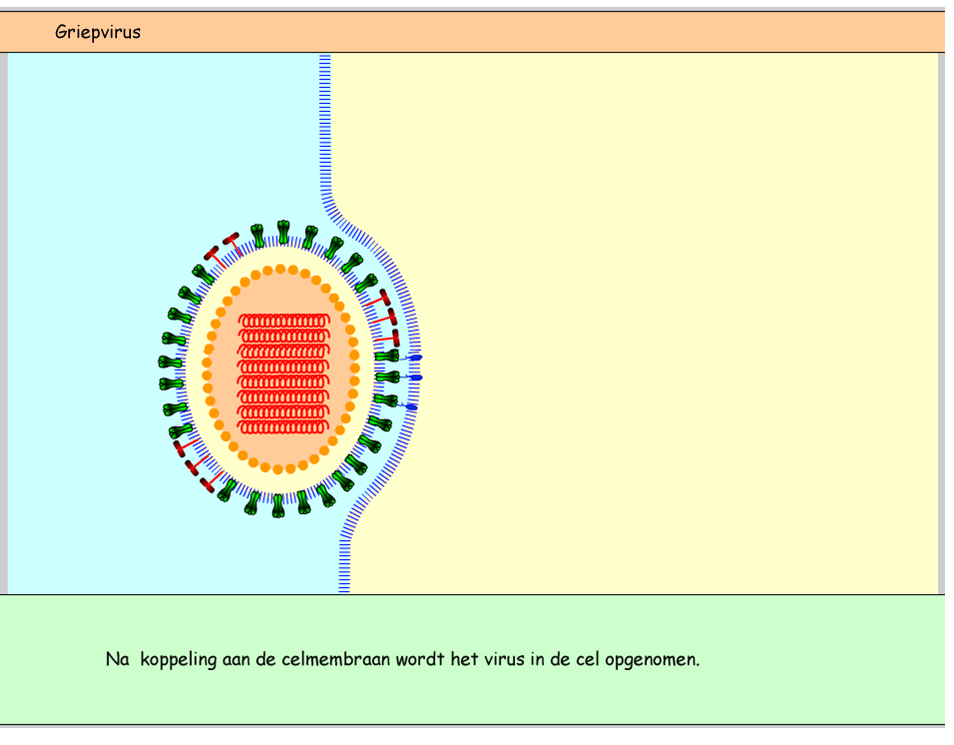 Griepvirus
Na koppeling aan de celmembraan wordt het virus in de cel opgenomen.